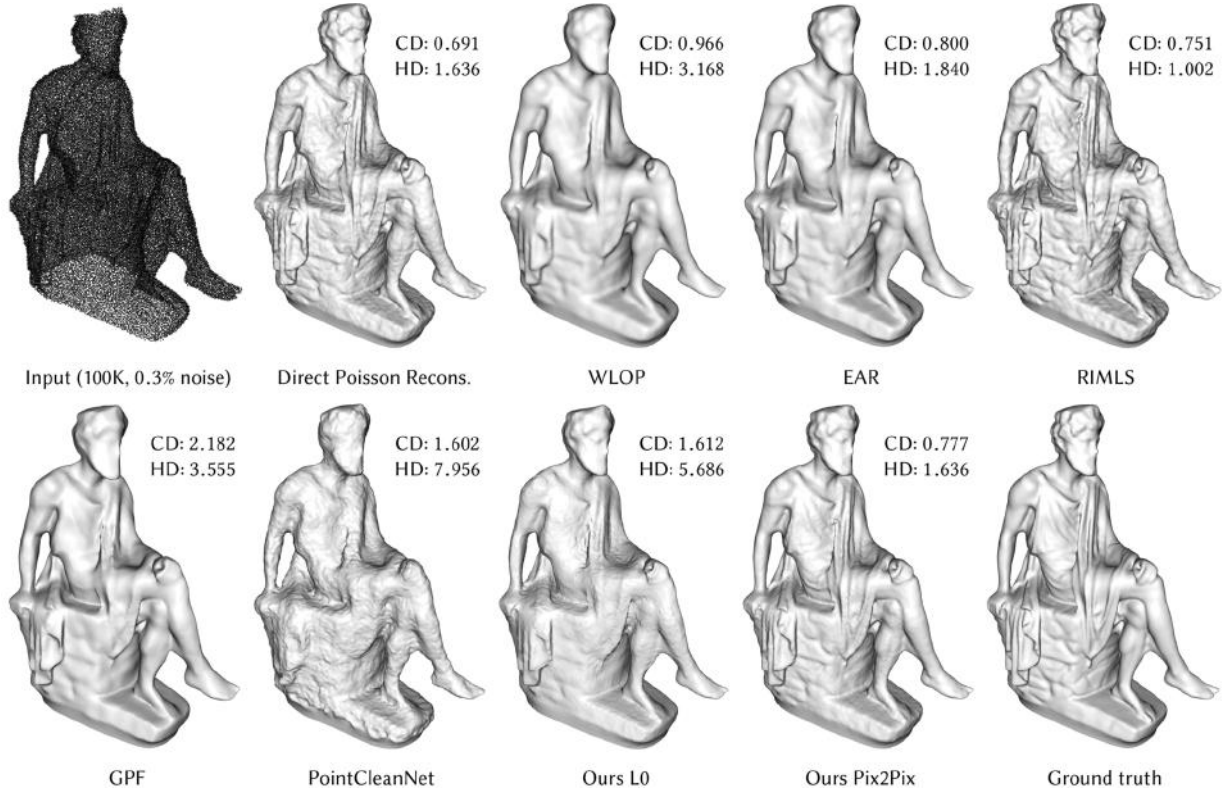 CD: 0.691
HD: 1.636
CD: 0.966
HD: 3.168
CD: 0.800
HD: 1.840
CD: 0.751
HD: 1.002
Input (100K, 0.3% noise)
Direct Poisson Recons.
WLOP
EAR
RIMLS
CD: 2.182
HD: 3.555
CD: 1.602
HD: 7.956
CD: 1.612
HD: 5.686
CD: 0.777
HD: 1.636
GPF
PointCleanNet
Ours L0
Ours Pix2Pix
Ground truth